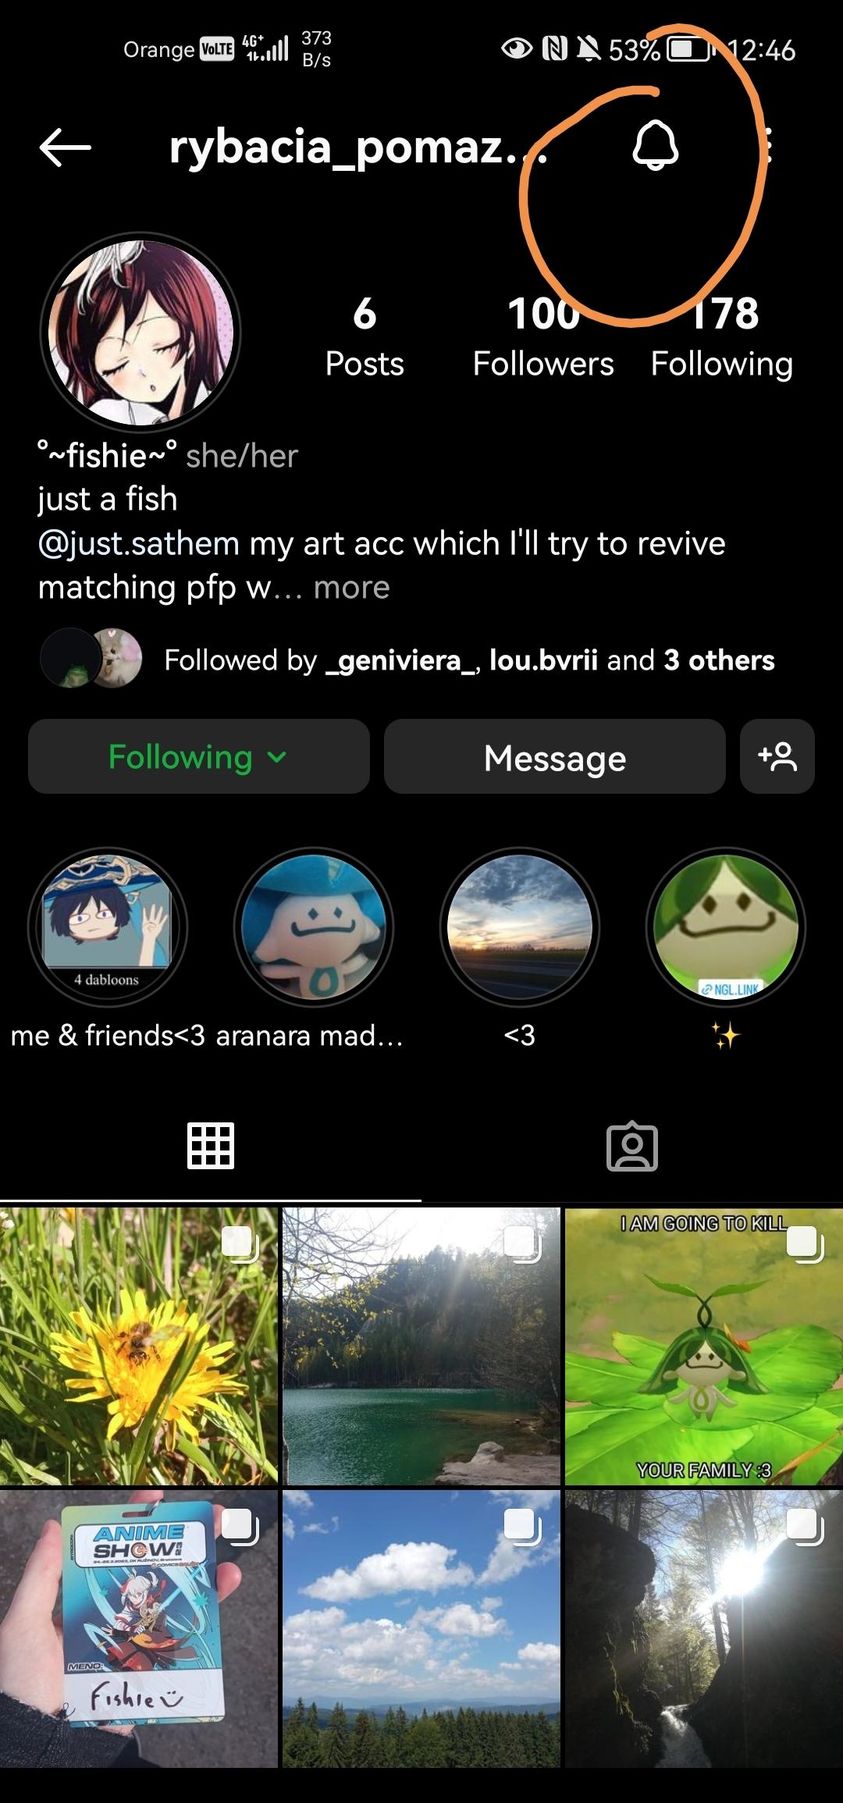 Orange VoLTE 4G+ 373 B/s 53% 12:46
rybacia_pomaz...
6 100 178
Posts Followers Following
°~fishie~° she/her
just a fish
@just.sathem my art acc which I'll try to revive
matching pfp w... more
Followed by _geniviera_, lou.bvrii and 3 others
Following Message
4 dabloons
NGL.LINK
me & friends<3 aranara mad... <3 ✨
I AM GOING TO KILL
YOUR FAMILY :3
ANIME
SHOW
MENO:
Fishie